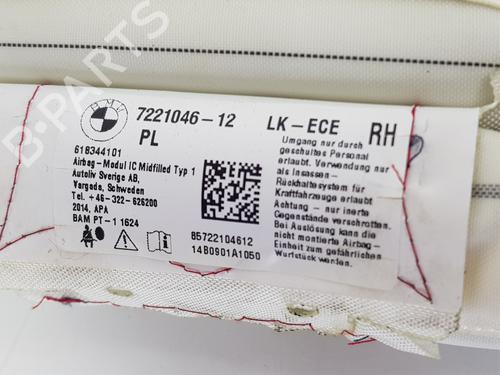 BMW
7221046-12
PL
LK-ECE
RH
618344101
Airbag-Modul IC Midfilled Typ 1
Autoliv Sverige AB,
Vargada, Schweden
Tel. +46-322-626200
2014, APA
BAM PT-1 1624
85722104612
14B0901A1050
Umgang nur durch
geschultes Personal
erlaubt. Verwendung nur
als Insassen-
Rückhaltesystem für
Kraftfahrzeuge erlaubt
Achtung - nur inerte
Gegenstände verschrotten.
Bei Auslösung kann die
nicht montierte Airbag-
Einheit zum gefährlichen
Wurfstück werden.
B-PARTS